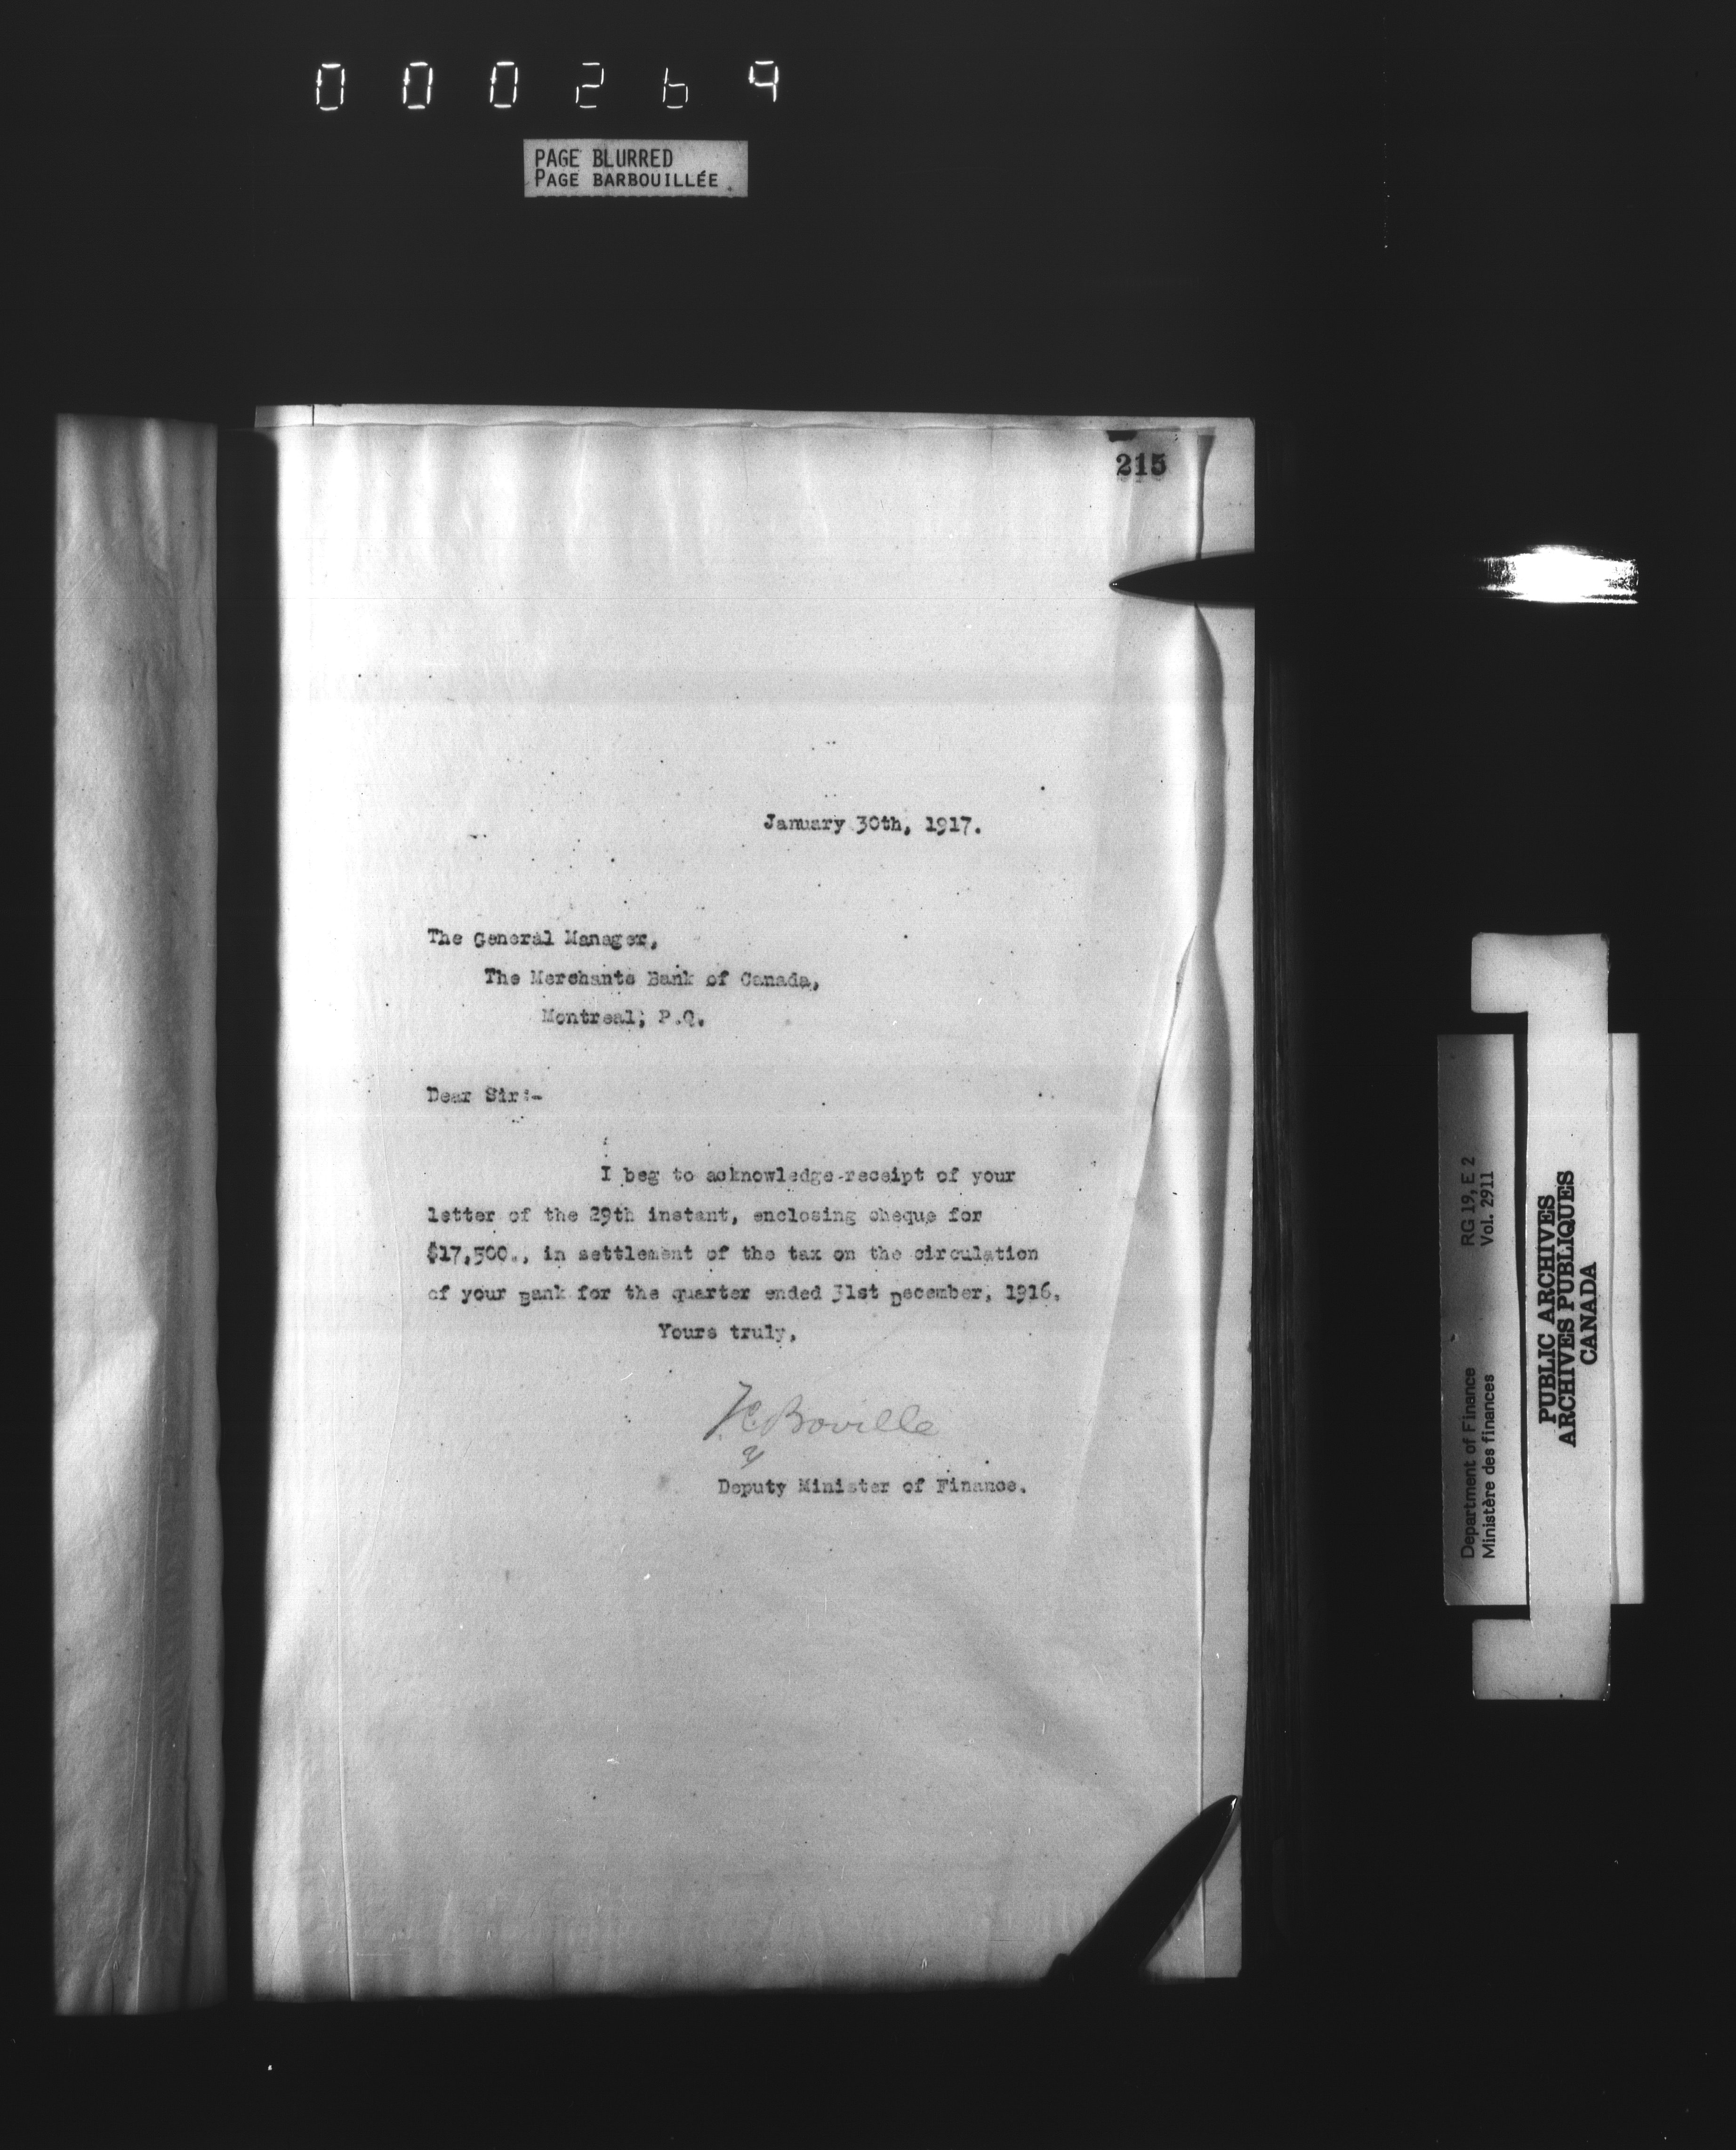 000269
PAGE BLURRED
PAGE BARBOUILLÉE
215
January 30th, 1917.
The General Manager,
The Merchants Bank of Canada,
Montreal, P.Q.
Dear Sir:-
I beg to acknowledge receipt of your
letter of the 29th instant, enclosing cheque for
$17,500., in settlement of the tax on the circulation
of your Bank for the quarter ended 31st December, 1916.
Yours truly,
Boville
Deputy Minister of Finance.
RG 19, E 2
Vol. 2911
Department of Finance
Ministère des finances
PUBLIC ARCHIVES
ARCHIVES PUBLIQUES
CANADA